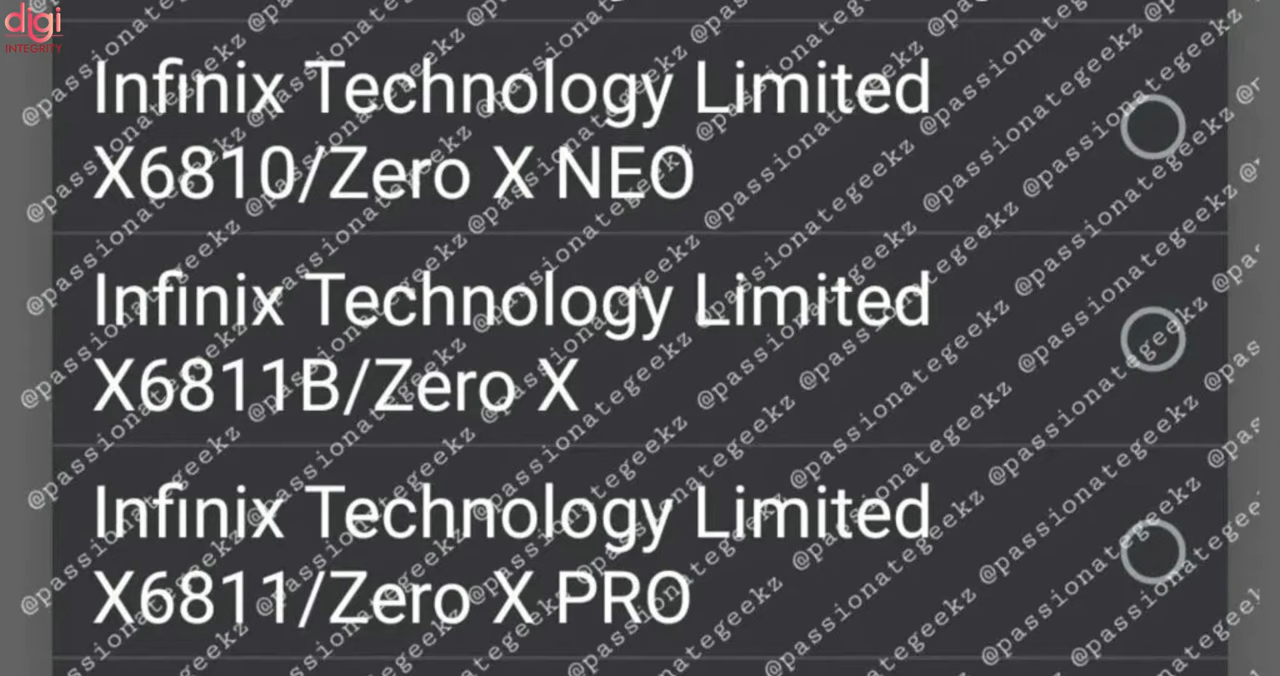 digi
INTEGRITY
Infinix Technology Limited
X6810/Zero X NEO
Infinix Technology Limited
X6811B/Zero X
Infinix Technology Limited
X6811/Zero X PRO
@passionategeekz